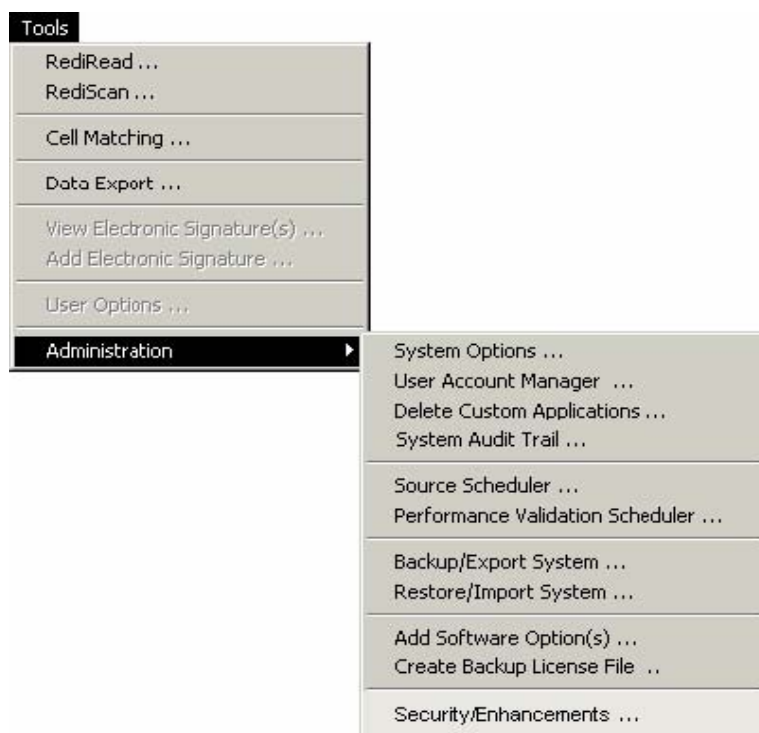 Tools
RediRead ...
RediScan ...
Cell Matching ...
Data Export ...
View Electronic Signature(s) ...
Add Electronic Signature ...
User Options ...
Administration
System Options ...
User Account Manager ...
Delete Custom Applications ...
System Audit Trail ...
Source Scheduler ...
Performance Validation Scheduler ...
Backup/Export System ...
Restore/Import System ...
Add Software Option(s) ...
Create Backup License File ..
Security/Enhancements ...